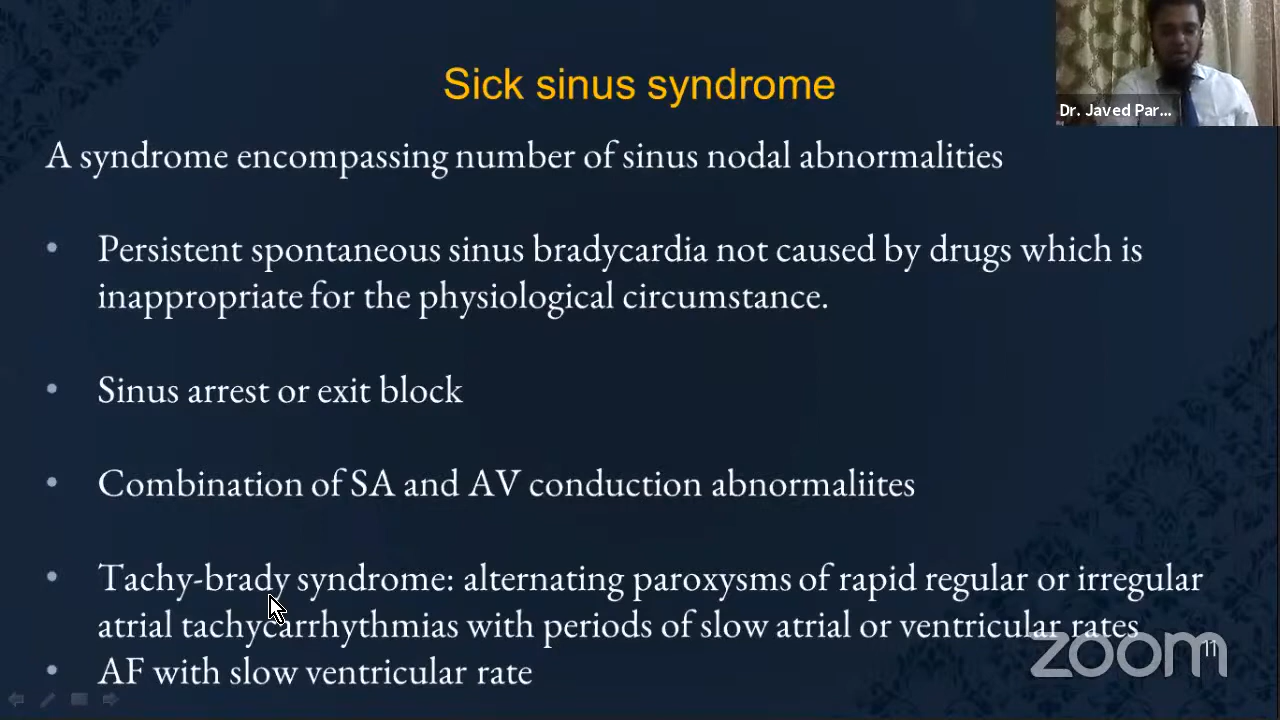 Sick sinus syndrome
Dr. Javed Par...
A syndrome encompassing number of sinus nodal abnormalities
• Persistent spontaneous sinus bradycardia not caused by drugs which is
inappropriate for the physiological circumstance.
• Sinus arrest or exit block
• Combination of SA and AV conduction abnormaliites
• Tachy-brady syndrome: alternating paroxysms of rapid regular or irregular
atrial tachycarrhythmias with periods of slow atrial or ventricular rates
• AF with slow ventricular rate
zoom
11